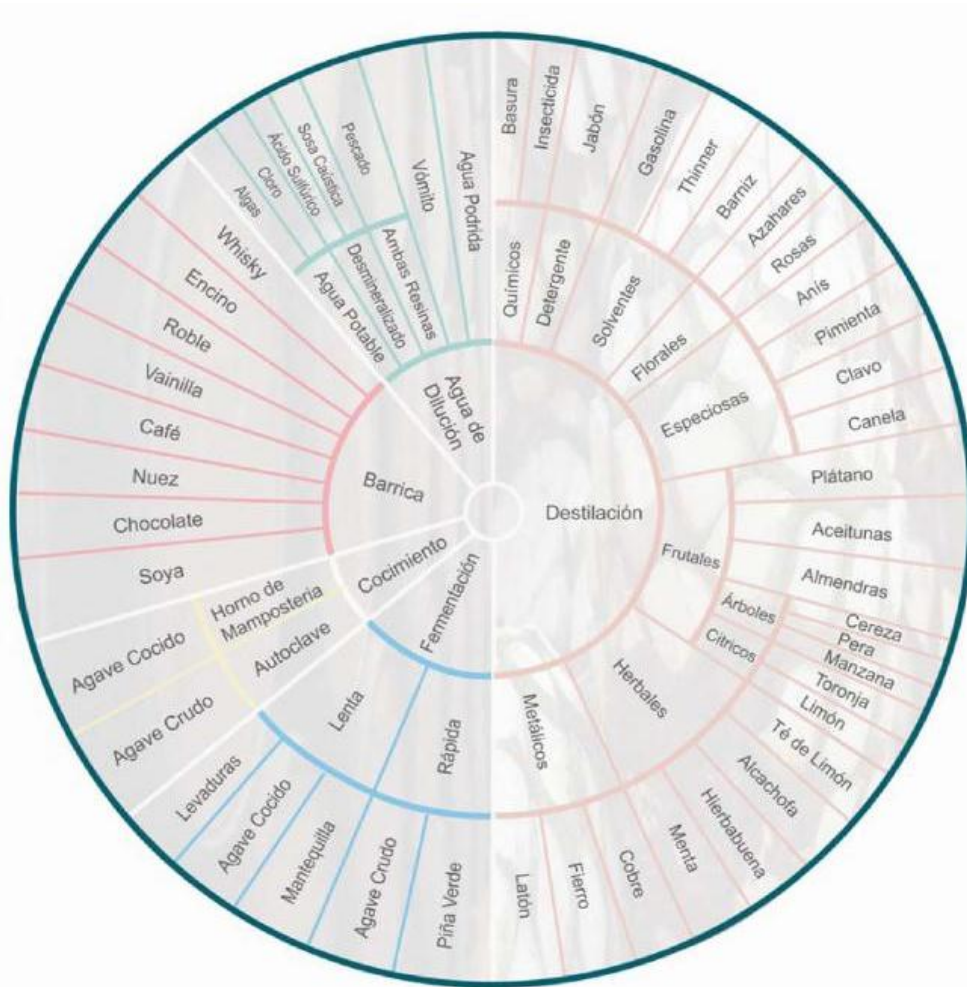 Basura
Insecticida
Jabón
Gasolina
Thinner
Barniz
Azahares
Rosas
Anís
Pimienta
Clavo
Canela
Plátano
Aceitunas
Almendras
Cereza
Pera
Manzana
Toronja
Limón
Té de Limón
Alcachofa
Hierbabuena
Menta
Cobre
Fierro
Latón
Químicos
Detergente
Solventes
Florales
Especiosas
Frutales
Árboles
Citricos
Herbales
Metálicos
Destilación
Fermentación
Rápida
Lenta
Piña Verde
Agave Crudo
Mantequilla
Agave Cocido
Levaduras
Cocimiento
Autoclave
Horno de
Mamposteria
Agave Crudo
Agave Cocido
Barrica
Soya
Chocolate
Nuez
Café
Vainilla
Roble
Encino
Whisky
Agua de
Dilución
Agua Potable
Desmineralizado
Ambas Resinas
Algas
Cloro
Ácido Sulfúrico
Sosa Caústica
Pescado
Vómito
Agua Podrida